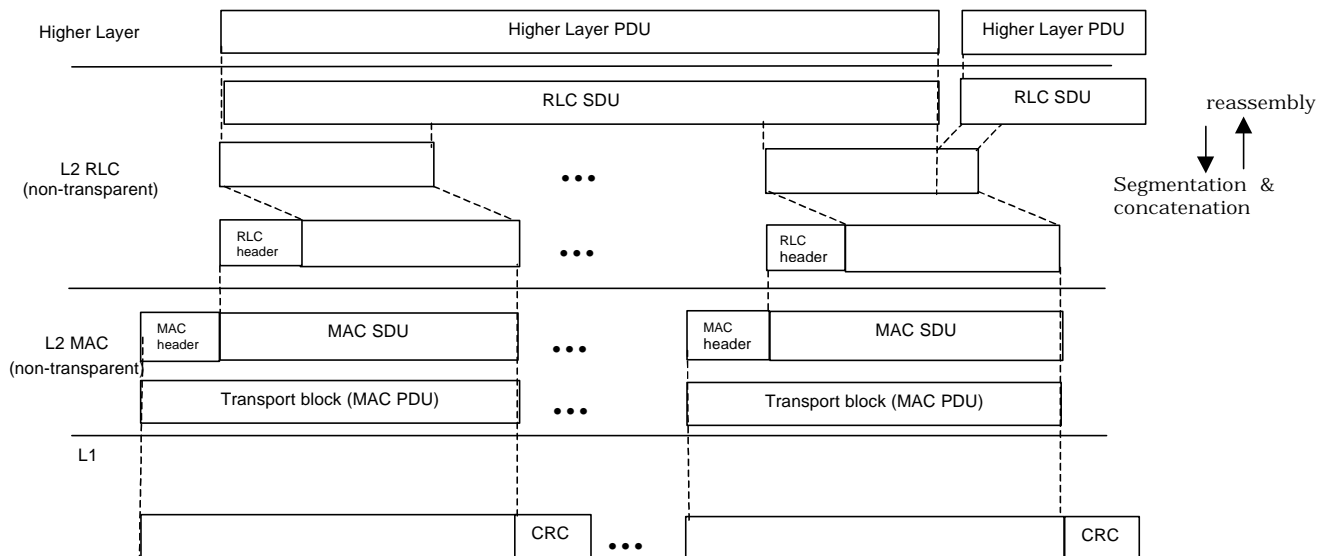 Higher Layer
Higher Layer PDU
Higher Layer PDU
RLC SDU
RLC SDU
reassembly
L2 RLC
(non-transparent)
Segmentation &
concatenation
RLC
header
RLC
header
L2 MAC
(non-transparent)
MAC
header
MAC SDU
MAC
header
MAC SDU
Transport block (MAC PDU)
Transport block (MAC PDU)
L1
CRC
CRC